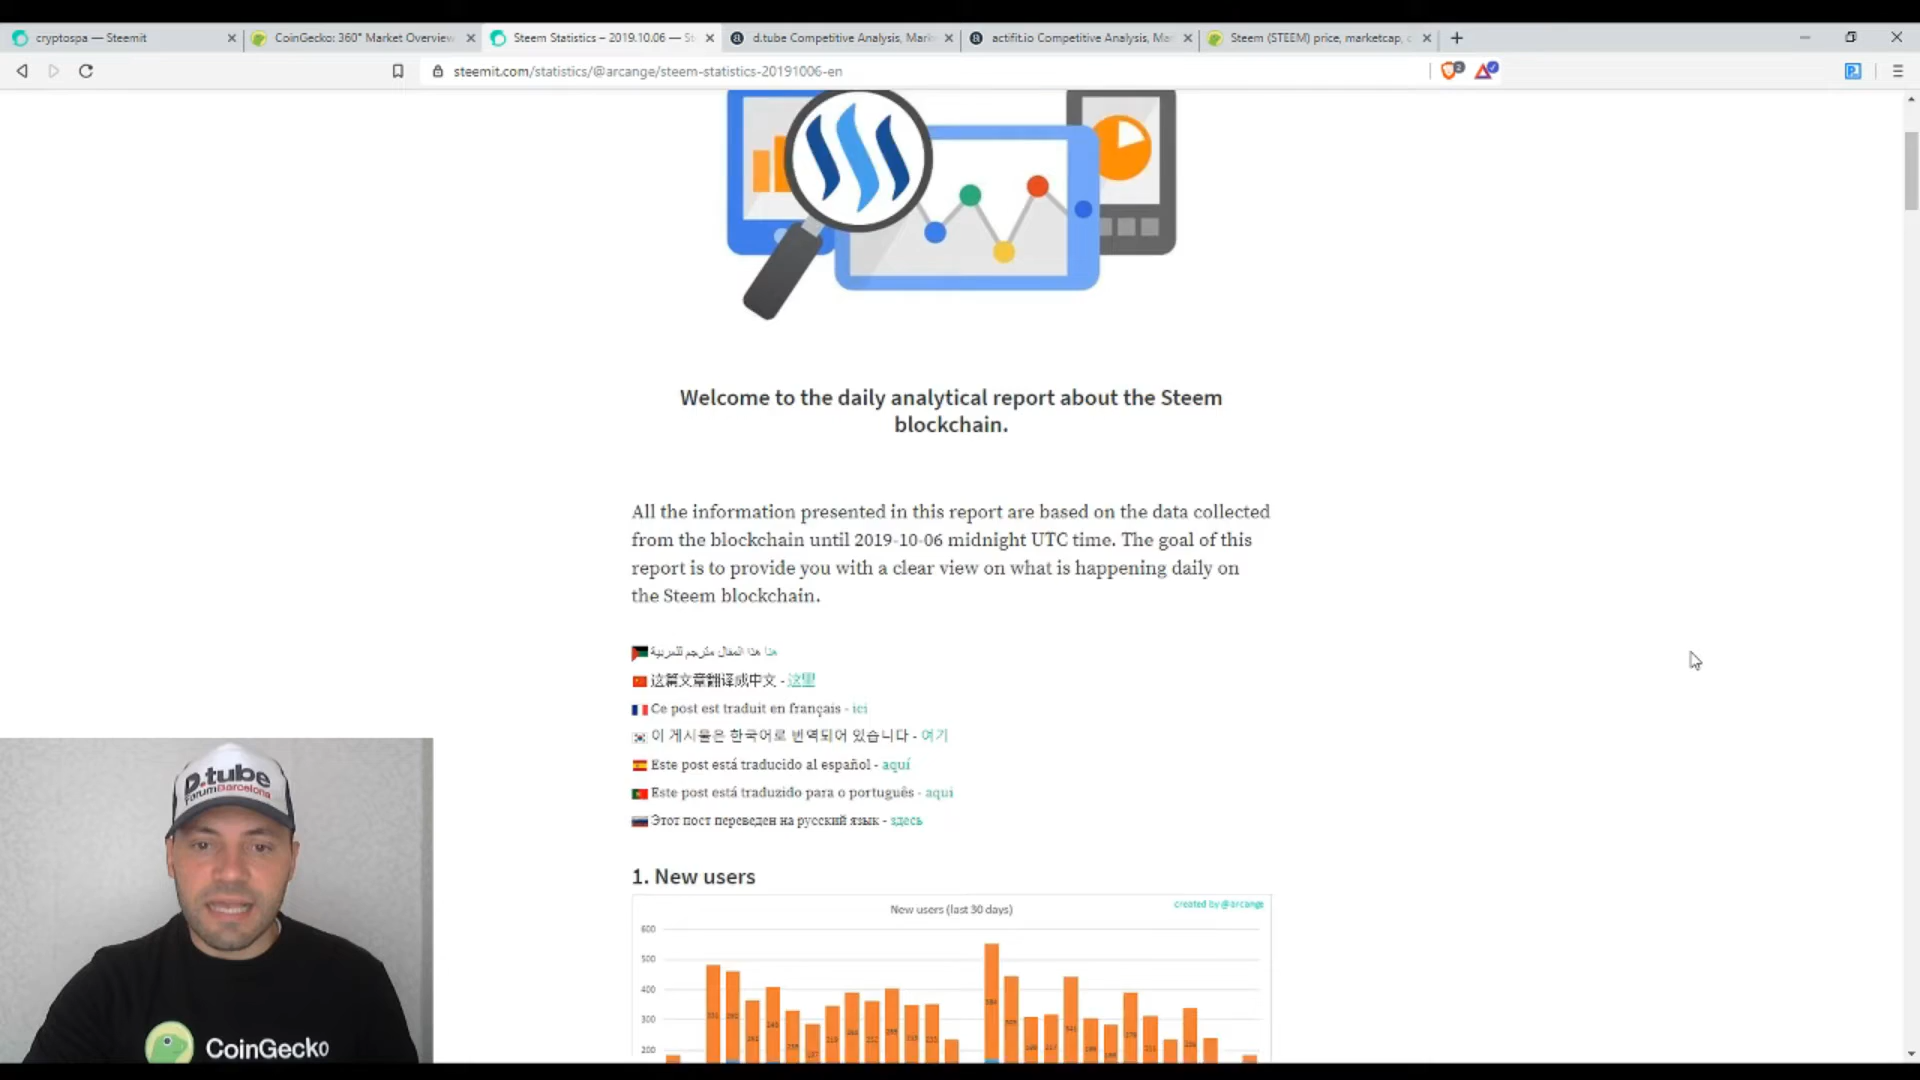 cryptospa — Steemit
CoinGecko: 360° Market Overview
Steem Statistics – 2019.10.06 — St
d.tube Competitive Analysis, Mark
actifit.io Competitive Analysis, Ma
Steem (STEEM) price, marketcap, c
steemit.com/statistics/@arcange/steem-statistics-20191006-en
Welcome to the daily analytical report about the Steem
blockchain.
All the information presented in this report are based on the data collected
from the blockchain until 2019-10-06 midnight UTC time. The goal of this
report is to provide you with a clear view on what is happening daily on
the Steem blockchain.
هذا المقال مترجم للعربية هنا
这篇文章翻译成中文 - 这里
Ce post est traduit en français - ici
이 게시물은 한국어로 번역되어 있습니다 - 여기
Este post está traducido al español - aquí
Este post está traduzido para o português - aqui
Этот пост переведен на русский язык - здесь
1. New users
New users (last 30 days)
created by @arcange
600
500
400
300
200
D.tube
ForumBarcelona
CoinGecko